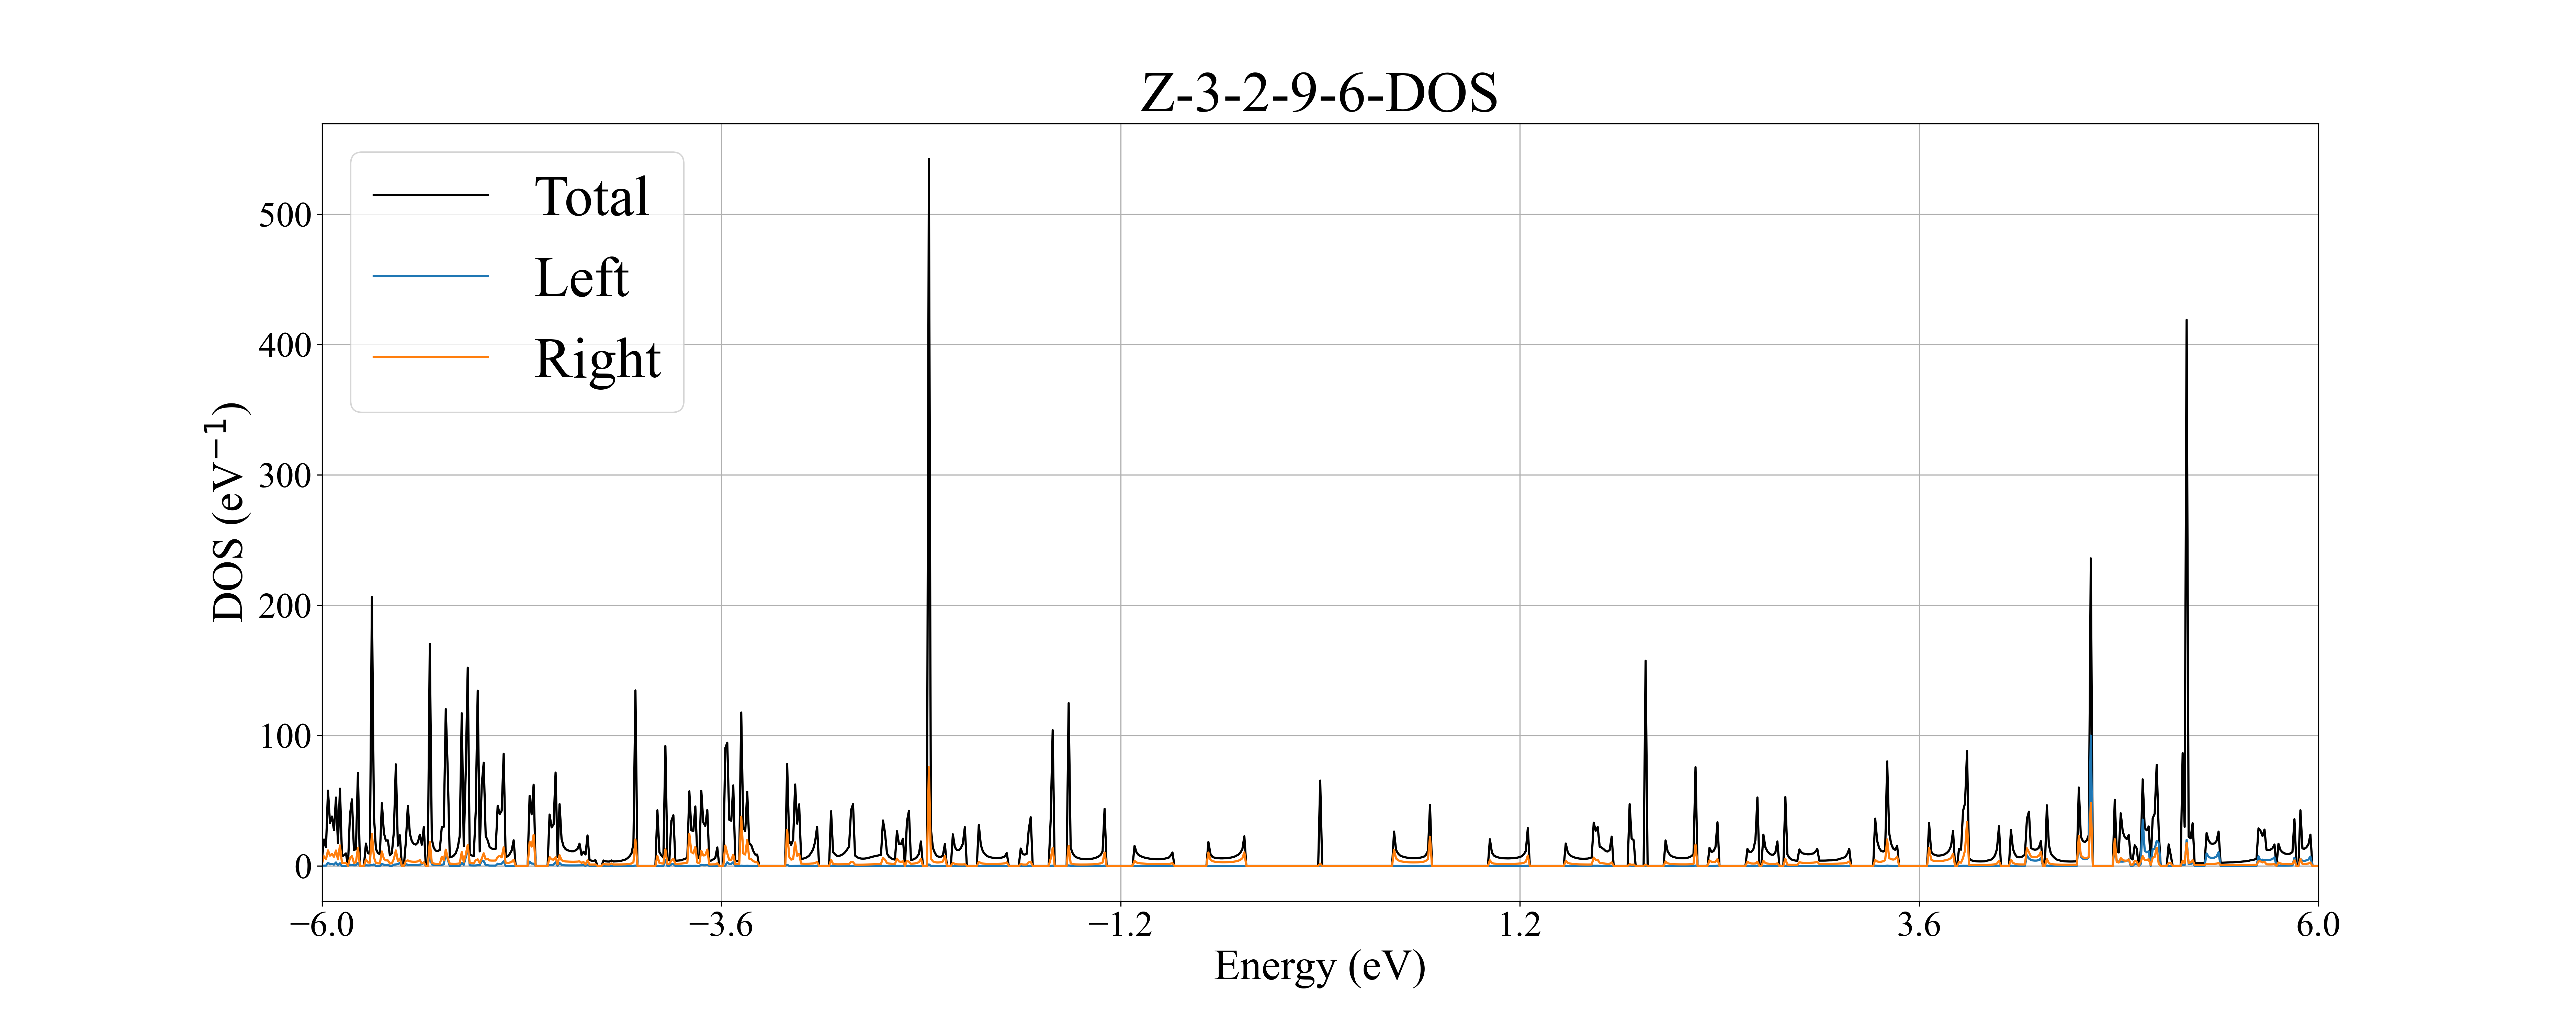 Z-3-2-9-6-DOS
Total
Left
Right
DOS (eV⁻¹)
500
400
300
200
100
0
−6.0 −3.6 −1.2 1.2 3.6 6.0
Energy (eV)